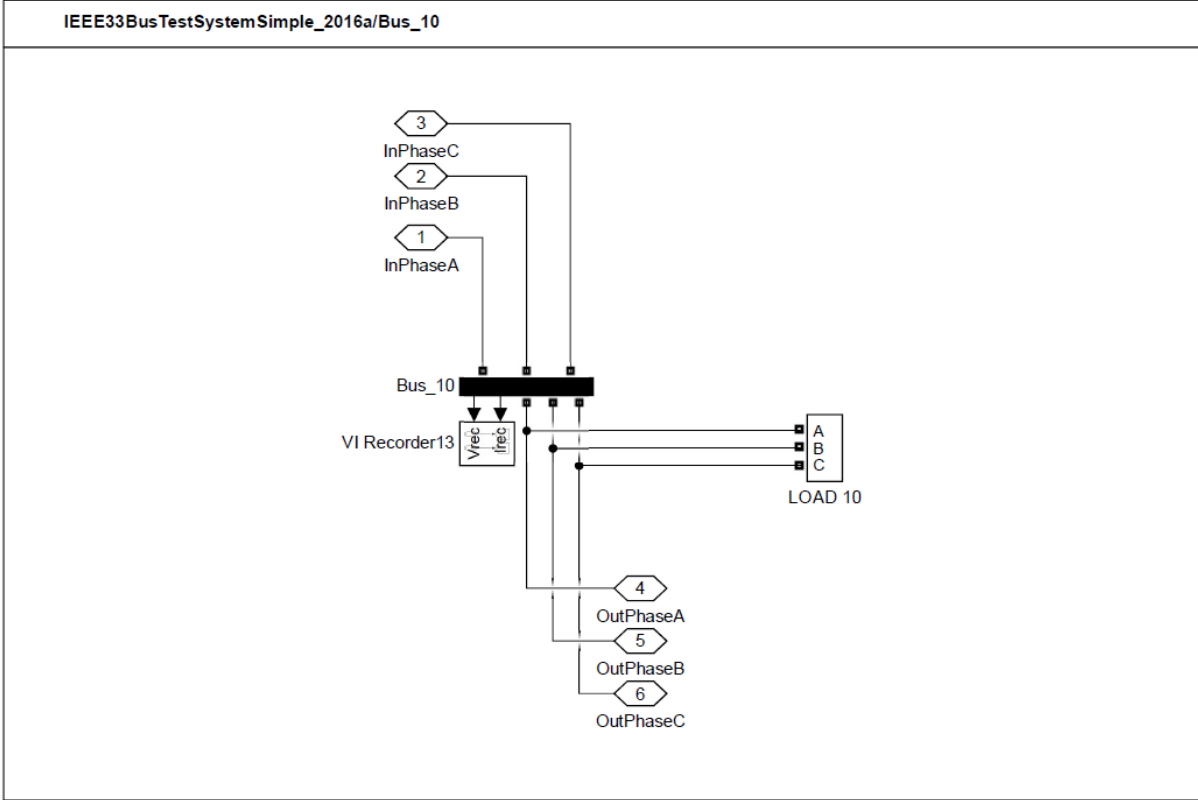 IEEE33BusTestSystemSimple_2016a/Bus_10
3
InPhaseC
2
InPhaseB
1
InPhaseA
Bus_10
VI Recorder13
Vrec
Irec
A
B
C
LOAD 10
4
OutPhaseA
5
OutPhaseB
6
OutPhaseC